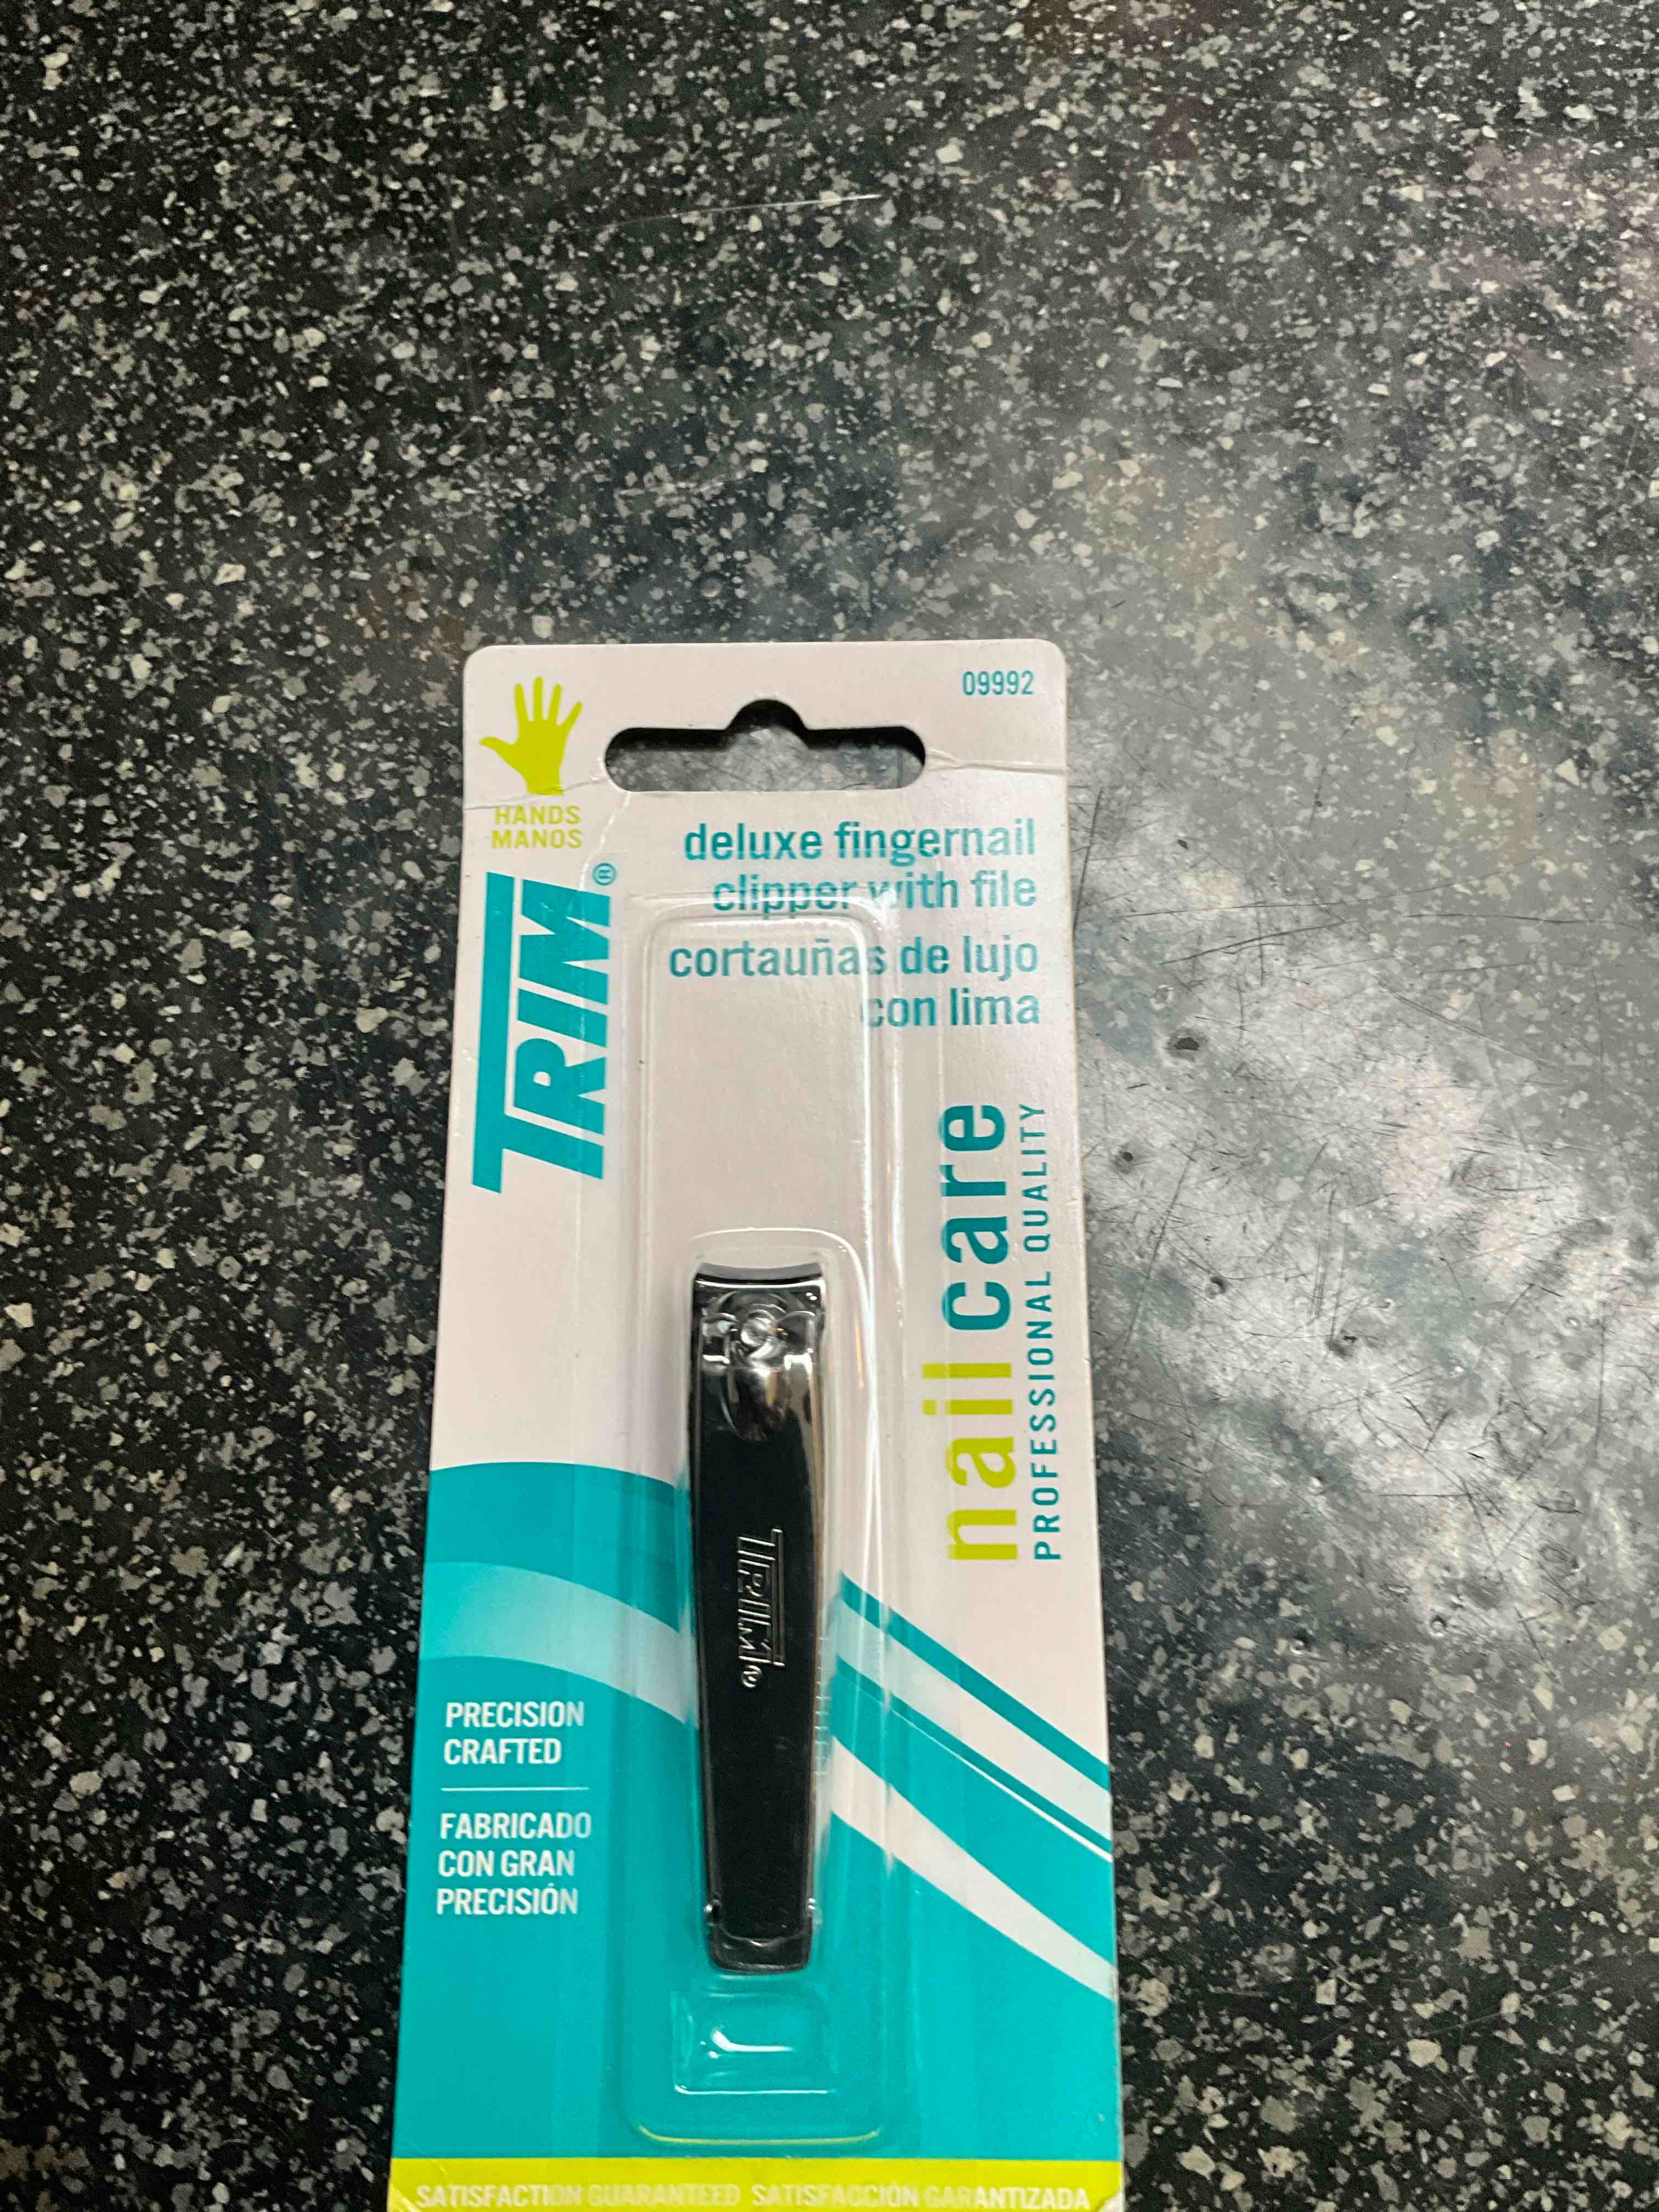 09992
HANDS
MANOS
TRIM®
deluxe fingernail
clipper with file
cortauñas de lujo
con lima
nail care
PROFESSIONAL QUALITY
TRIM
PRECISION
CRAFTED
FABRICADO
CON GRAN
PRECISIÓN
SATISFACTION GUARANTEED SATISFACCIÓN GARANTIZADA